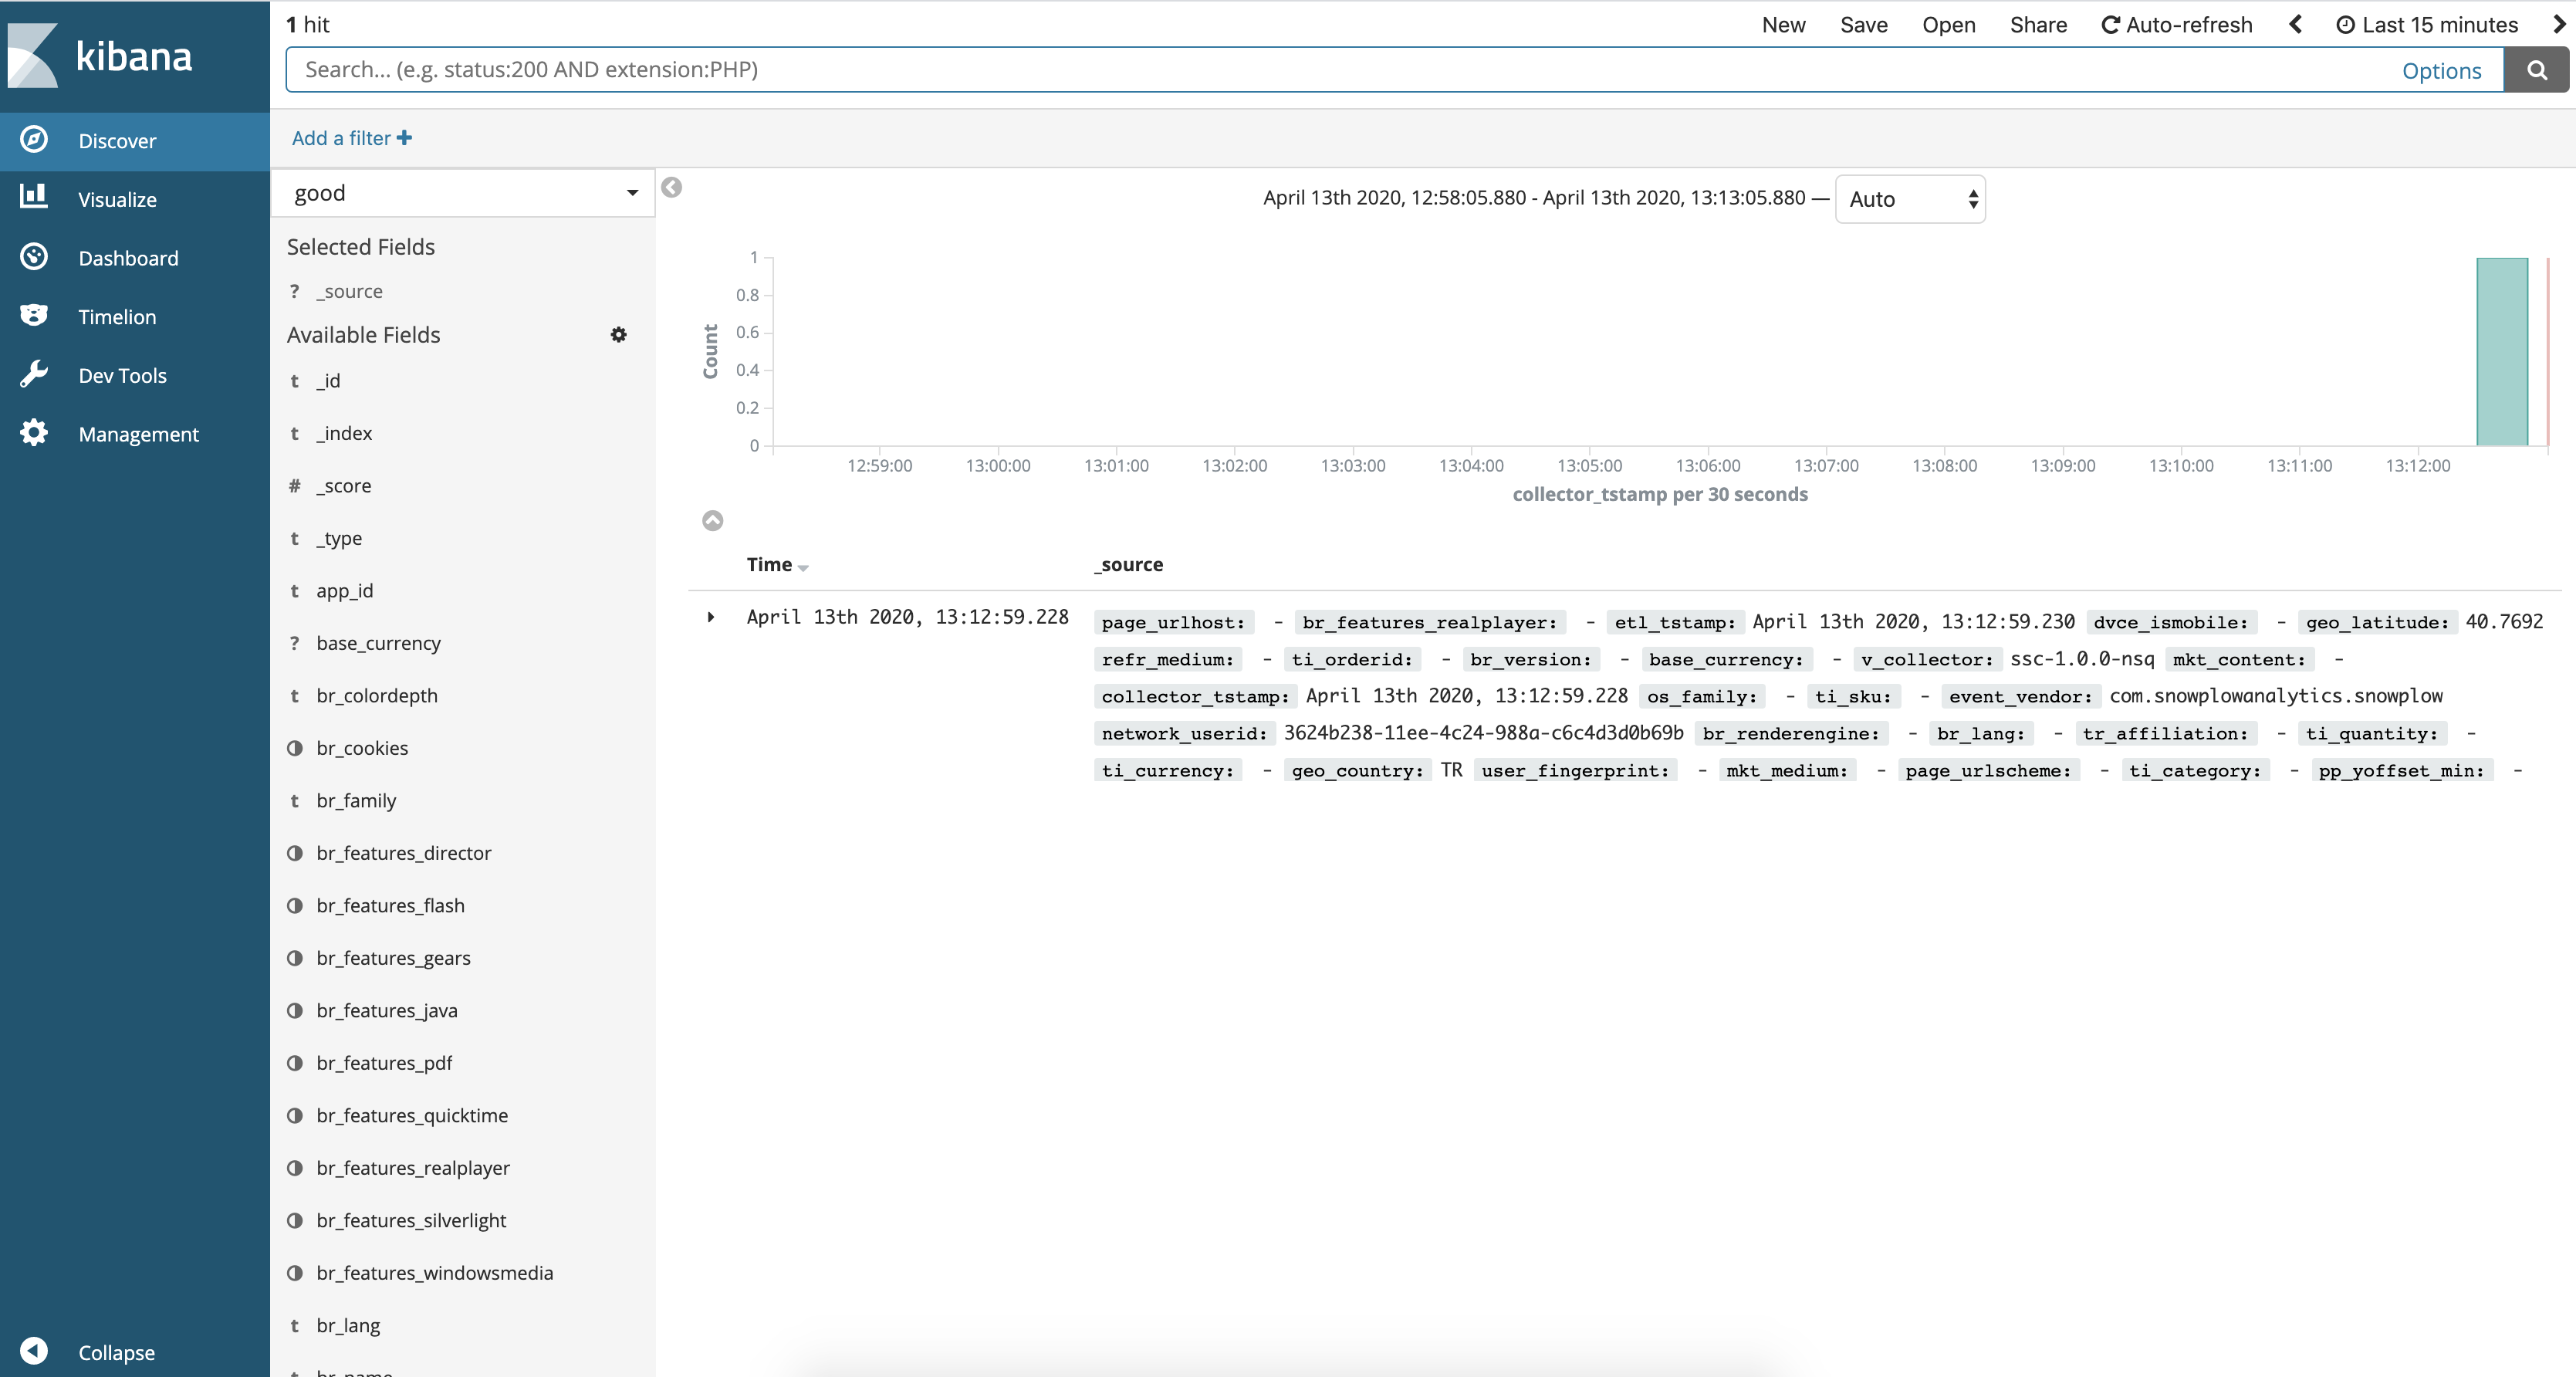 kibana
Discover
Visualize
Dashboard
Timelion
Dev Tools
Management
Collapse
1 hit
New Save Open Share Auto-refresh Last 15 minutes
Search... (e.g. status:200 AND extension:PHP) Options
Add a filter
good
Selected Fields
? _source
Available Fields
t _id
t _index
# _score
t _type
t app_id
? base_currency
t br_colordepth
br_cookies
t br_family
br_features_director
br_features_flash
br_features_gears
br_features_java
br_features_pdf
br_features_quicktime
br_features_realplayer
br_features_silverlight
br_features_windowsmedia
t br_lang
April 13th 2020, 12:58:05.880 - April 13th 2020, 13:13:05.880 — Auto
Count
1
0.8
0.6
0.4
0.2
0
12:59:00 13:00:00 13:01:00 13:02:00 13:03:00 13:04:00 13:05:00 13:06:00 13:07:00 13:08:00 13:09:00 13:10:00 13:11:00 13:12:00
collector_tstamp per 30 seconds
Time _source
April 13th 2020, 13:12:59.228 page_urlhost: - br_features_realplayer: - etl_tstamp: April 13th 2020, 13:12:59.230 dvce_ismobile: - geo_latitude: 40.7692
refr_medium: - ti_orderid: - br_version: - base_currency: - v_collector: ssc-1.0.0-nsq mkt_content: -
collector_tstamp: April 13th 2020, 13:12:59.228 os_family: - ti_sku: - event_vendor: com.snowplowanalytics.snowplow
network_userid: 3624b238-11ee-4c24-988a-c6c4d3d0b69b br_renderengine: - br_lang: - tr_affiliation: - ti_quantity: -
ti_currency: - geo_country: TR user_fingerprint: - mkt_medium: - page_urlscheme: - ti_category: - pp_yoffset_min: -